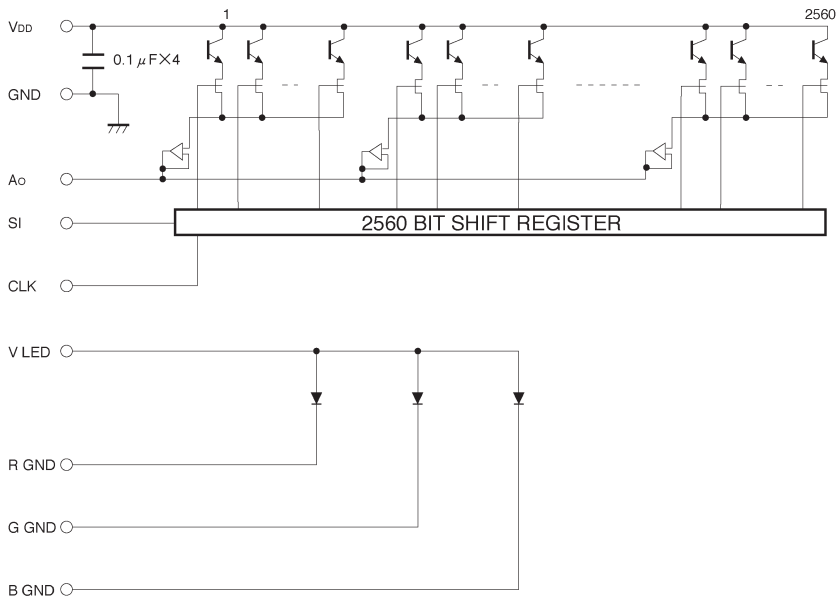 1 2560
VDD
0.1 μF×4
GND
AO
SI
2560 BIT SHIFT REGISTER
CLK
V LED
R GND
G GND
B GND